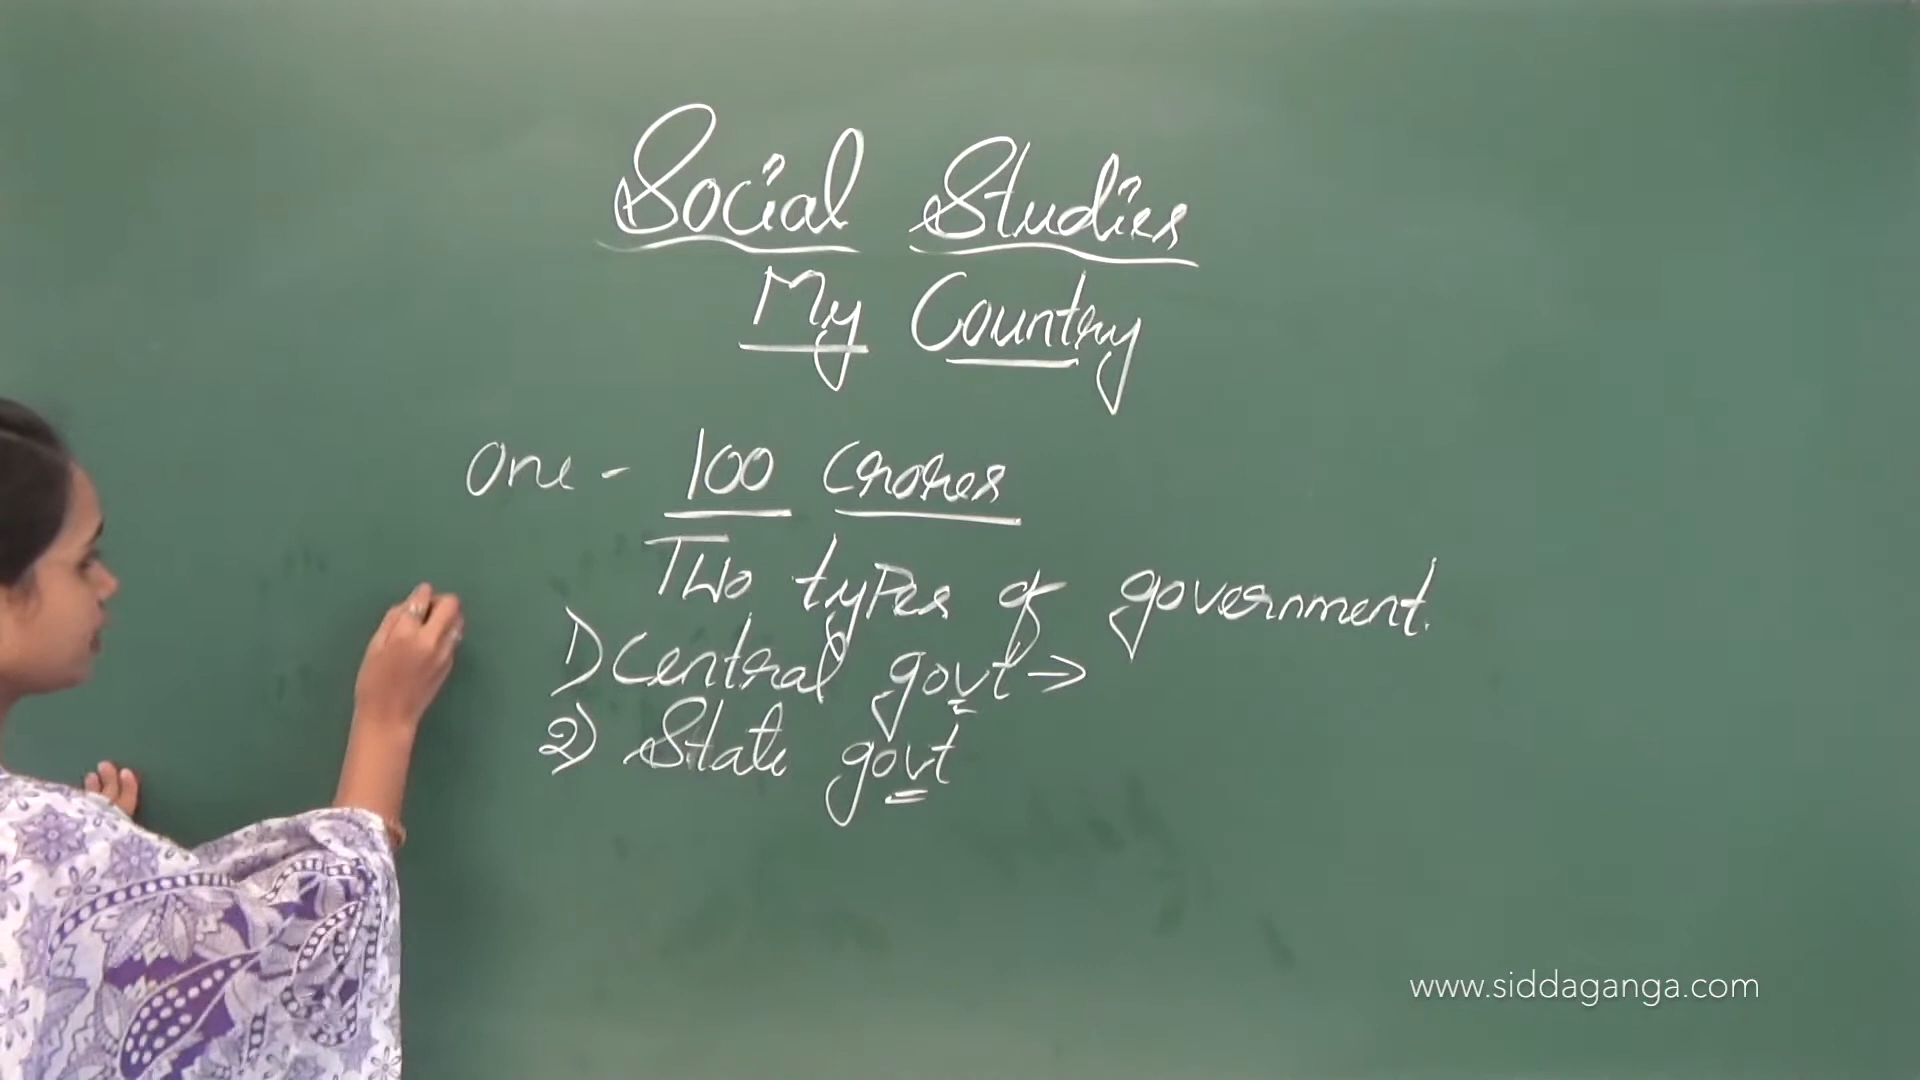 Social Studies
My Country
One - 100 Crores
Two types of government.
1) Central govt →
2) State govt
www.siddaganga.com